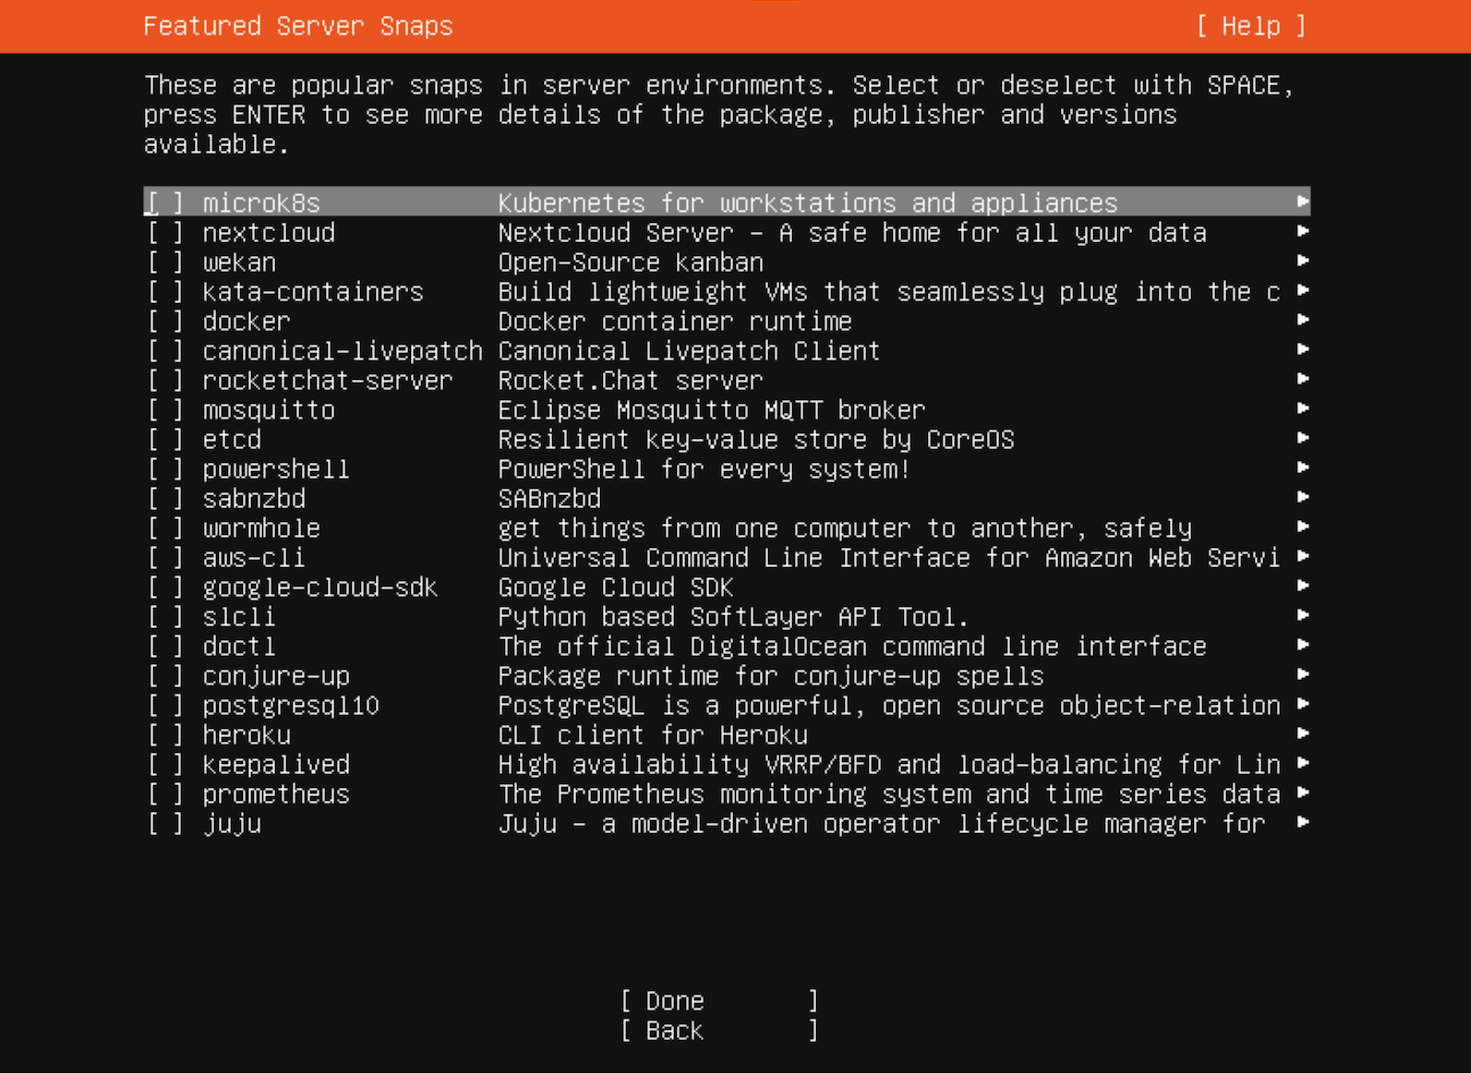 Featured Server Snaps [ Help ]
These are popular snaps in server environments. Select or deselect with SPACE,
press ENTER to see more details of the package, publisher and versions
available.
[ ] microk8s Kubernetes for workstations and appliances ►
[ ] nextcloud Nextcloud Server - A safe home for all your data ►
[ ] wekan Open-Source kanban ►
[ ] kata-containers Build lightweight VMs that seamlessly plug into the c ►
[ ] docker Docker container runtime ►
[ ] canonical-livepatch Canonical Livepatch Client ►
[ ] rocketchat-server Rocket.Chat server ►
[ ] mosquitto Eclipse Mosquitto MQTT broker ►
[ ] etcd Resilient key-value store by CoreOS ►
[ ] powershell PowerShell for every system! ►
[ ] sabnzbd SABnzbd ►
[ ] wormhole get things from one computer to another, safely ►
[ ] aws-cli Universal Command Line Interface for Amazon Web Servi ►
[ ] google-cloud-sdk Google Cloud SDK ►
[ ] slcli Python based SoftLayer API Tool. ►
[ ] doctl The official DigitalOcean command line interface ►
[ ] conjure-up Package runtime for conjure-up spells ►
[ ] postgresql10 PostgreSQL is a powerful, open source object-relation ►
[ ] heroku CLI client for Heroku ►
[ ] keepalived High availability VRRP/BFD and load-balancing for Lin ►
[ ] prometheus The Prometheus monitoring system and time series data ►
[ ] juju Juju - a model-driven operator lifecycle manager for ►
[ Done ]
[ Back ]